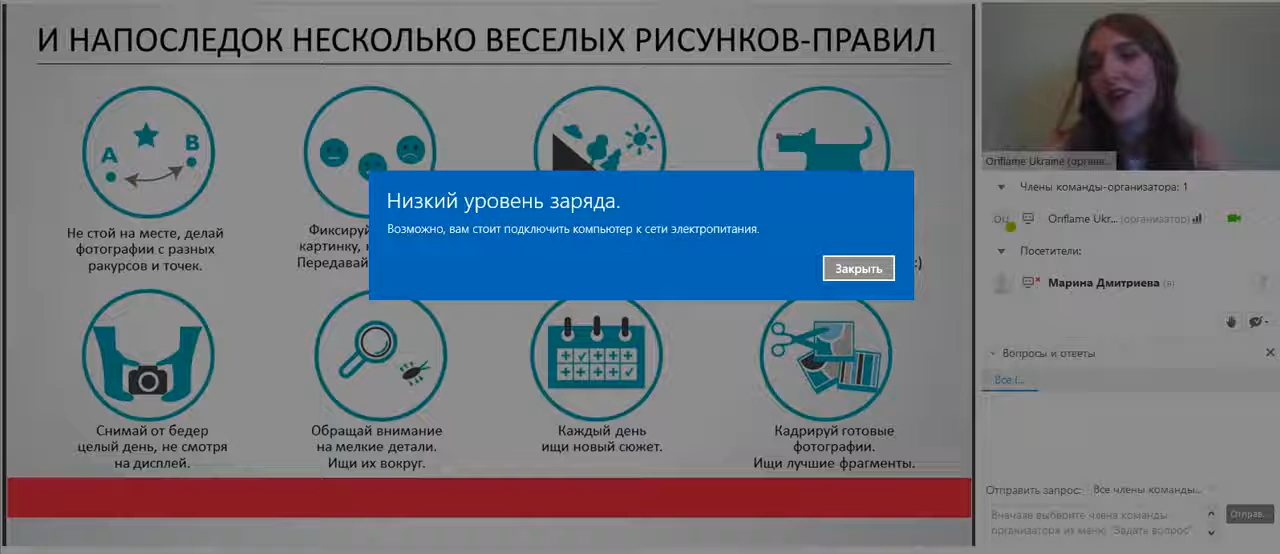 И НАПОСЛЕДОК НЕСКОЛЬКО ВЕСЕЛЫХ РИСУНКОВ-ПРАВИЛ
A
B
Не стой на месте, делай
фотографии с разных
ракурсов и точек.
картинку,
:)
Низкий уровень заряда.
Возможно, вам стоит подключить компьютер к сети электропитания.
Закрыть
Снимай от бедер
целый день, не смотря
на дисплей.
Обращай внимание
на мелкие детали.
Ищи их вокруг.
Каждый день
ищи новый сюжет.
Кадрируй готовые
фотографии.
Ищи лучшие фрагменты.
Oriflame Ukraine (органи...
Члены команды-организатора: 1
OU
Oriflame Ukr... (организатор)
Посетители:
Марина Дмитриева (я)
Вопросы и ответы
Все (...
Отправить запрос:
Все члены команды...
Вначале выберите члена команды
организатора из меню "Задать вопрос"
Отправ...